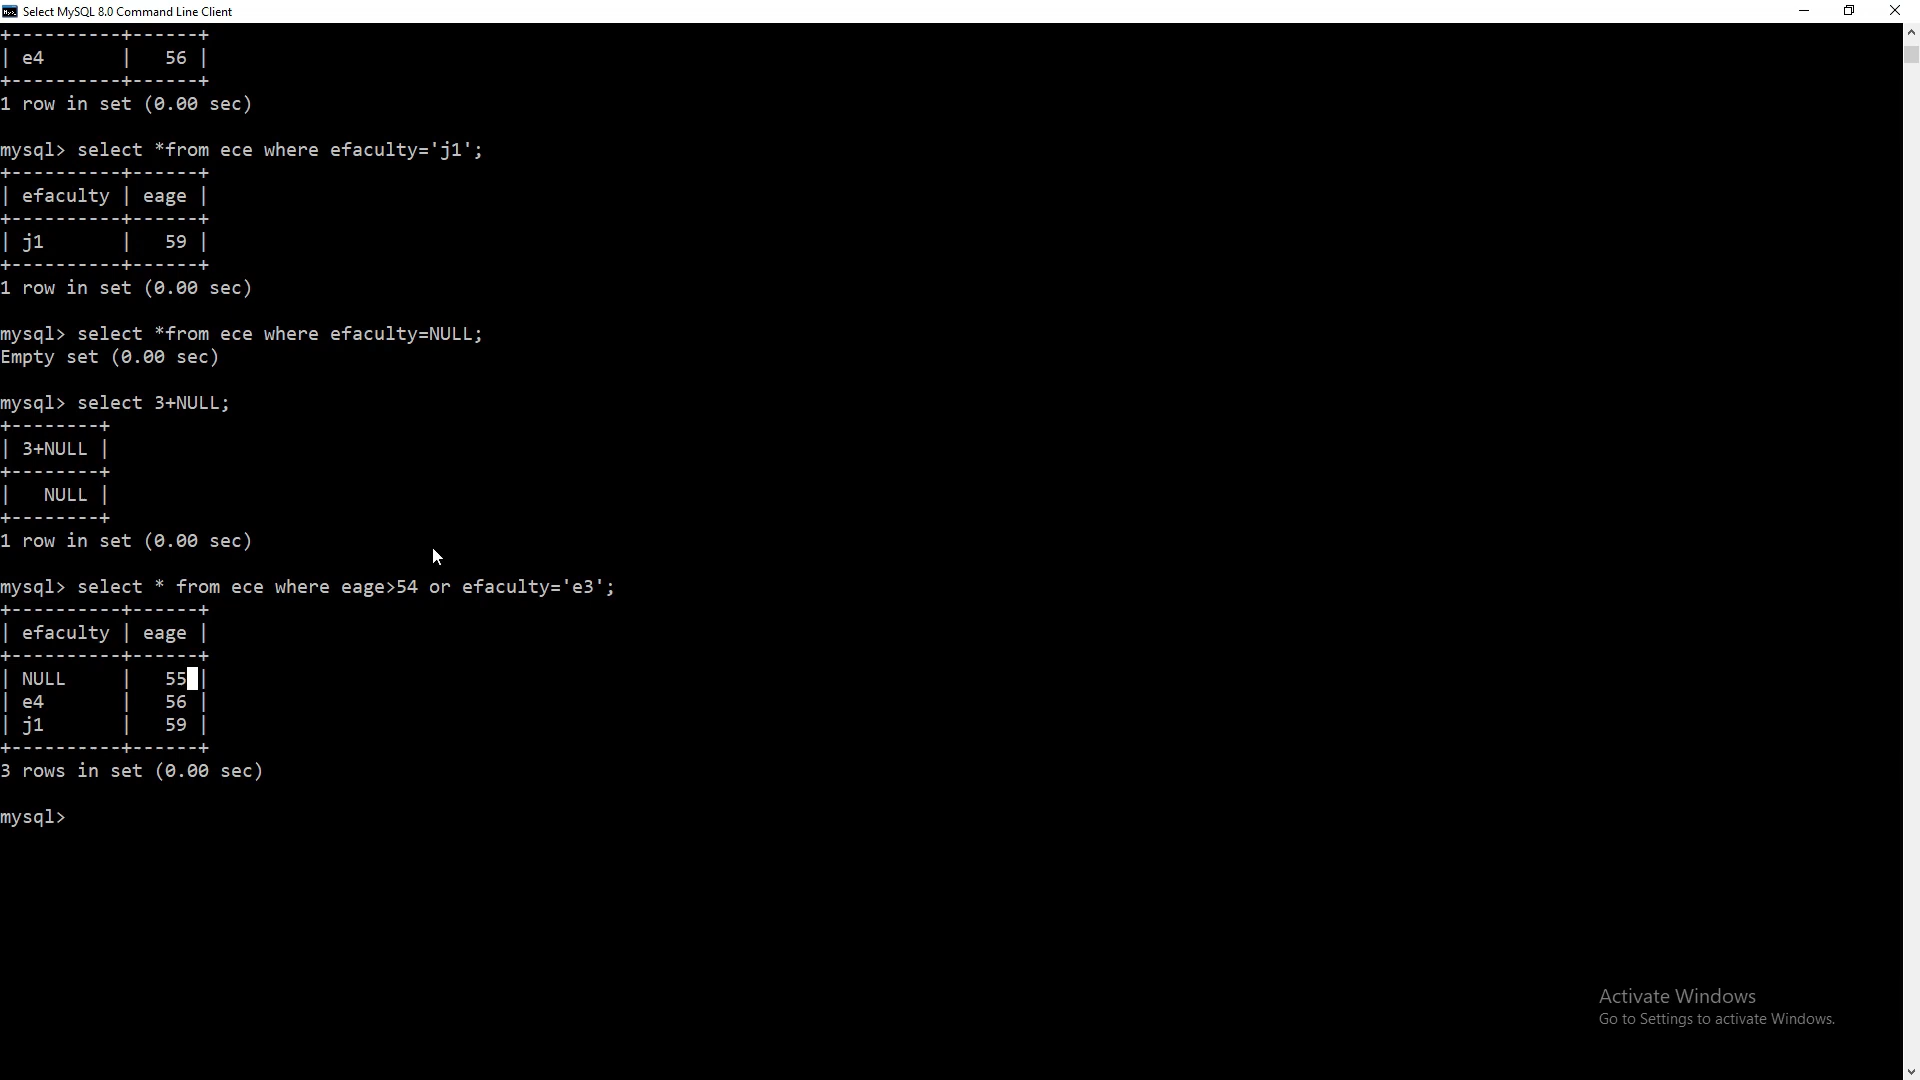 Select MySQL 8.0 Command Line Client
+----------+------+
| e4       |   56 |
+----------+------+
1 row in set (0.00 sec)
mysql> select *from ece where efaculty='j1';
+----------+------+
| efaculty | eage |
+----------+------+
| j1       |   59 |
+----------+------+
1 row in set (0.00 sec)
mysql> select *from ece where efaculty=NULL;
Empty set (0.00 sec)
mysql> select 3+NULL;
+--------+
| 3+NULL |
+--------+
|   NULL |
+--------+
1 row in set (0.00 sec)
mysql> select * from ece where eage>54 or efaculty='e3';
+----------+------+
| efaculty | eage |
+----------+------+
| NULL     |   55 |
| e4       |   56 |
| j1       |   59 |
+----------+------+
3 rows in set (0.00 sec)
mysql>
Activate Windows
Go to Settings to activate Windows.